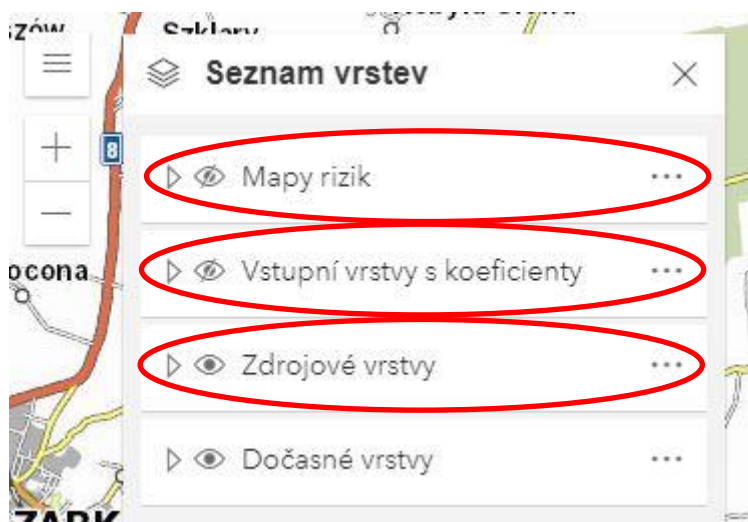 Szklary
Seznam vrstev
8
Mapy rizik
Vstupní vrstvy s koeficienty
ocona
Zdrojové vrstvy
Dočasné vrstvy